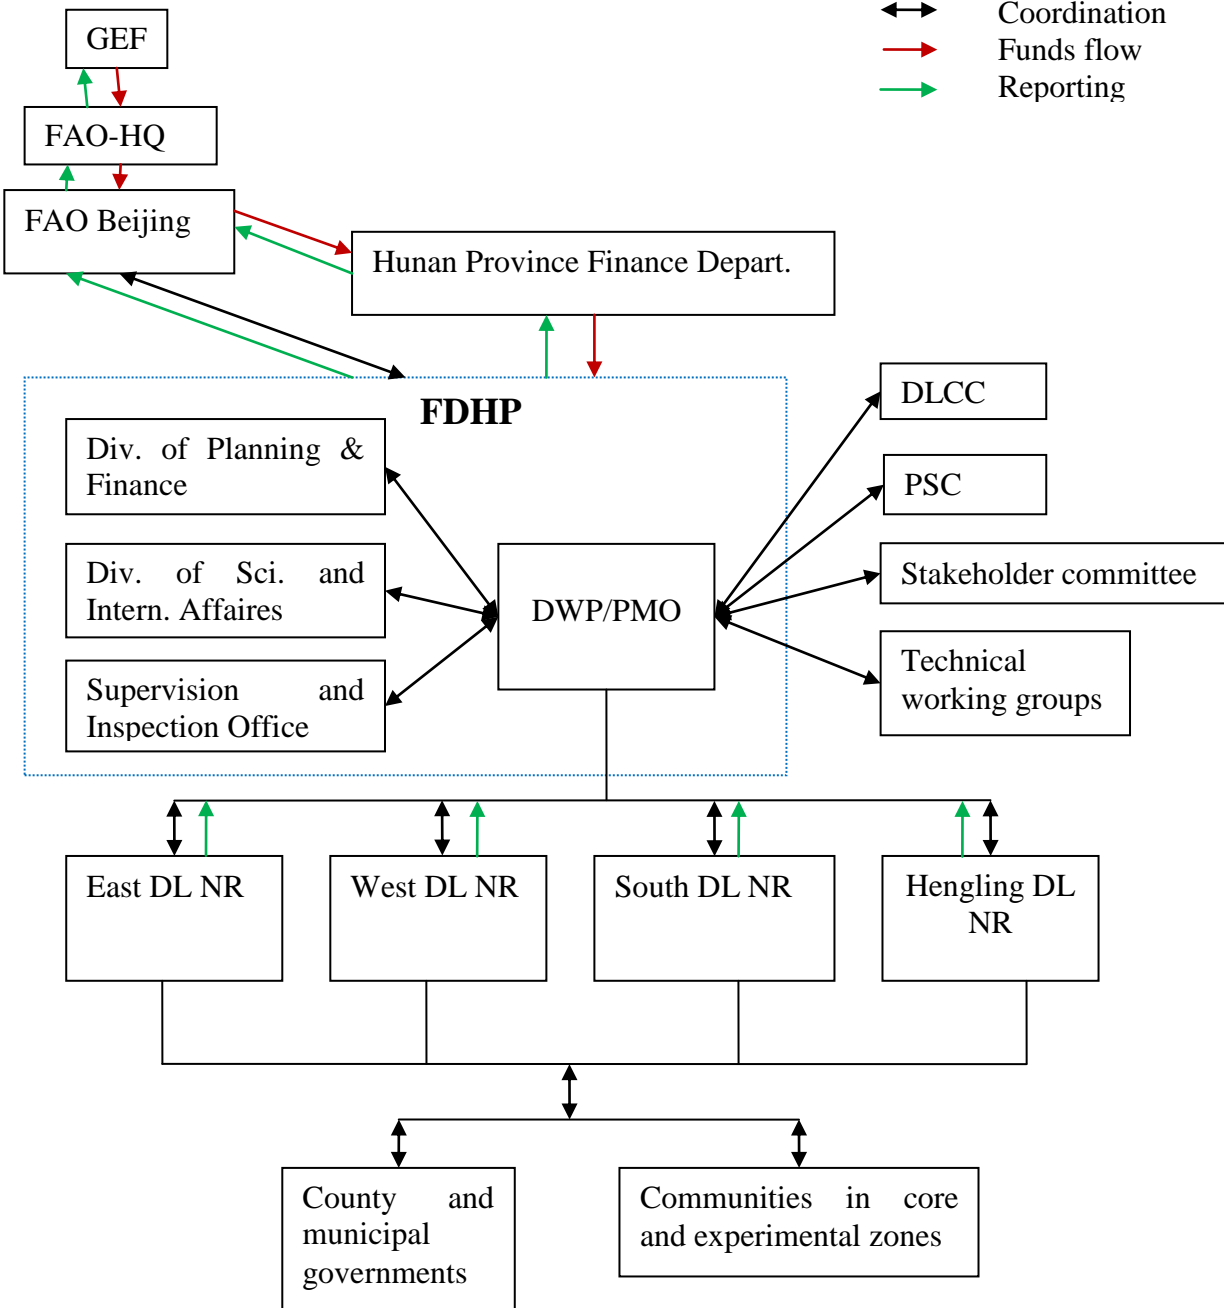 Coordination
Funds flow
Reporting
GEF
FAO-HQ
FAO Beijing
Hunan Province Finance Depart.
FDHP
Div. of Planning &
Finance
Div. of Sci. and
Intern. Affaires
Supervision and
Inspection Office
DWP/PMO
DLCC
PSC
Stakeholder committee
Technical
working groups
East DL NR
West DL NR
South DL NR
Hengling DL
NR
County and
municipal
governments
Communities in core
and experimental zones